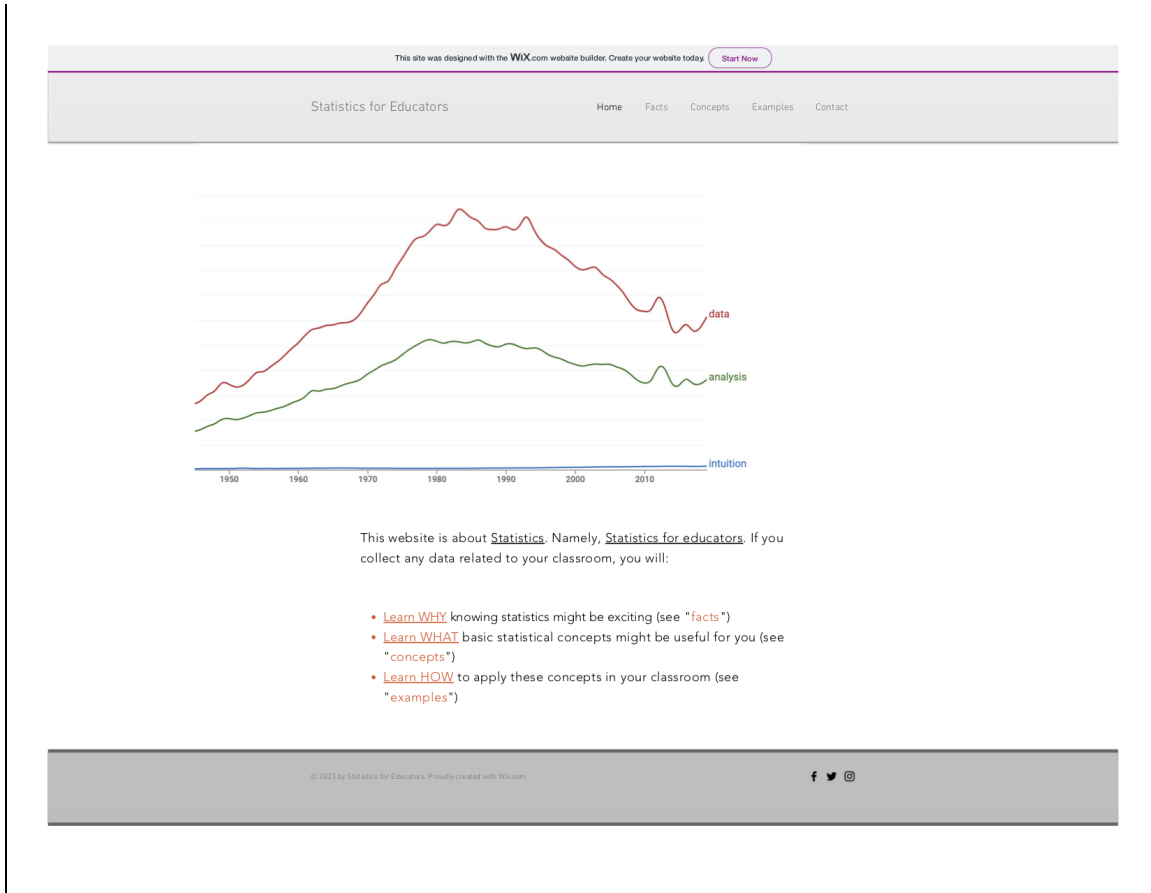 This site was designed with the WiX.com website builder. Create your website today. Start Now
Statistics for Educators Home Facts Concepts Examples Contact
data
analysis
intuition
1950 1960 1970 1980 1990 2000 2010
This website is about Statistics. Namely, Statistics for educators. If you
collect any data related to your classroom, you will:
• Learn WHY knowing statistics might be exciting (see "facts")
• Learn WHAT basic statistical concepts might be useful for you (see
"concepts")
• Learn HOW to apply these concepts in your classroom (see
"examples")
© 2023 by Statistics for Educators. Proudly created with Wix.com